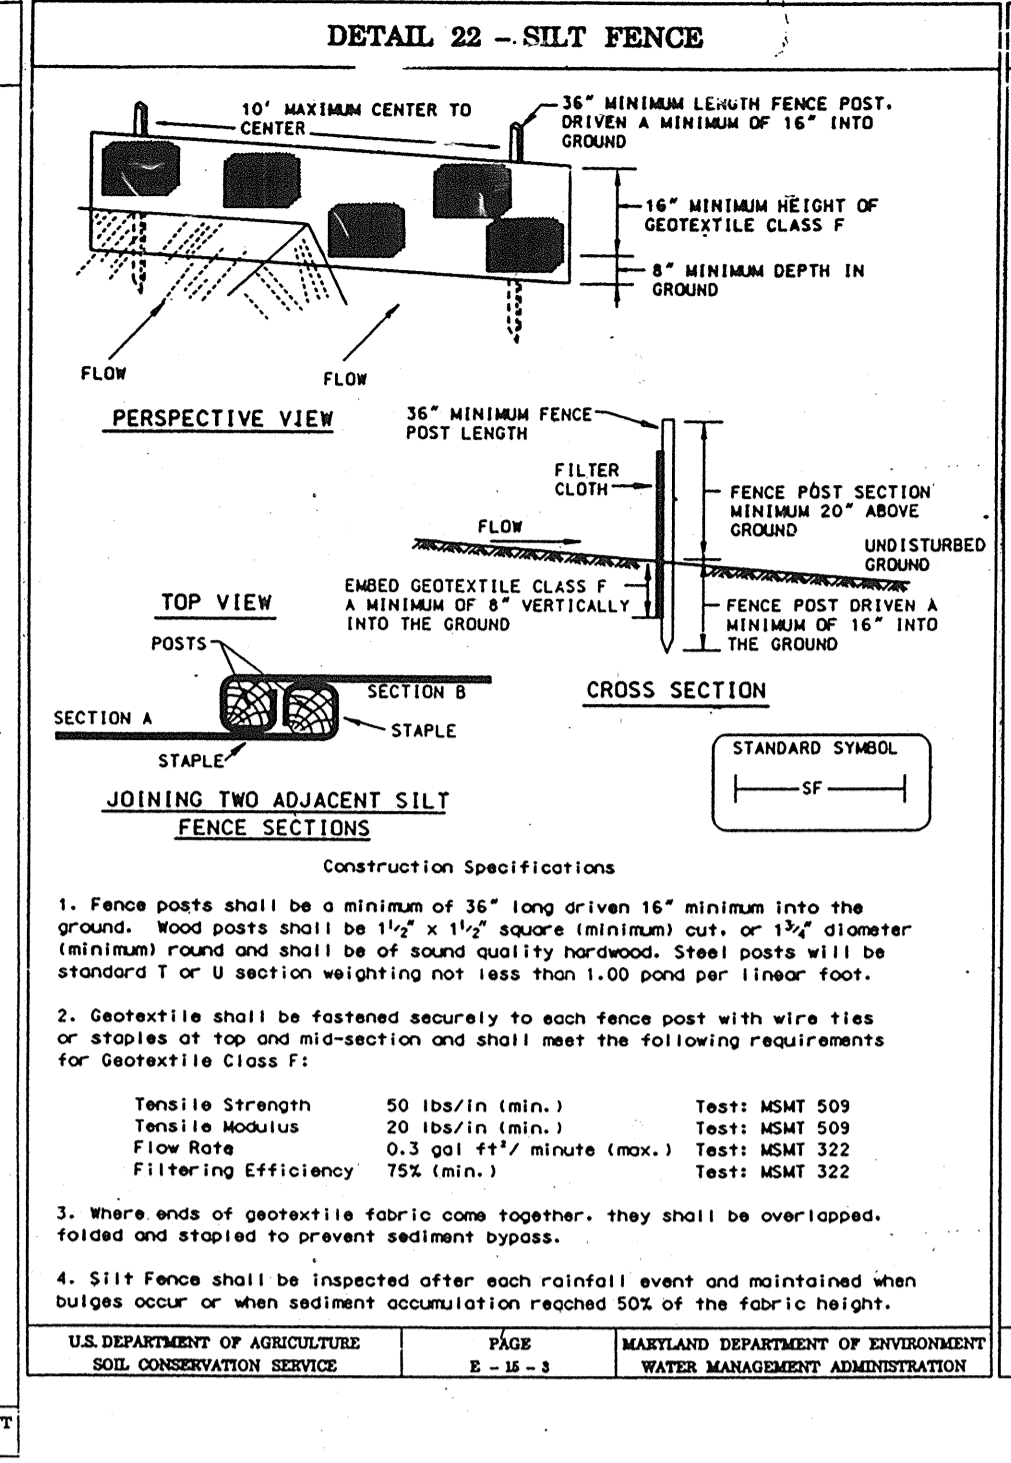 DETAIL 22 - SILT FENCE
10' MAXIMUM CENTER TO
CENTER
36" MINIMUM LENGTH FENCE POST.
DRIVEN A MINIMUM OF 16" INTO
GROUND
16" MINIMUM HEIGHT OF
GEOTEXTILE CLASS F
8" MINIMUM DEPTH IN
GROUND
FLOW
FLOW
PERSPECTIVE VIEW
36" MINIMUM FENCE
POST LENGTH
FILTER
CLOTH
FENCE POST SECTION
MINIMUM 20" ABOVE
GROUND
FLOW
UNDISTURBED
GROUND
EMBED GEOTEXTILE CLASS F
A MINIMUM OF 8" VERTICALLY
INTO THE GROUND
FENCE POST DRIVEN A
MINIMUM OF 16" INTO
THE GROUND
CROSS SECTION
TOP VIEW
POSTS
SECTION B
SECTION A
STAPLE
STAPLE
JOINING TWO ADJACENT SILT
FENCE SECTIONS
STANDARD SYMBOL
SF
Construction Specifications
1. Fence posts shall be a minimum of 36" long driven 16" minimum into the
ground. Wood posts shall be 1 1/2" x 1 1/2" square (minimum) cut, or 1 3/4" diameter
(minimum) round and shall be of sound quality hardwood. Steel posts will be
standard T or U section weighting not less than 1.00 pond per linear foot.
2. Geotextile shall be fastened securely to each fence post with wire ties
or staples at top and mid-section and shall meet the following requirements
for Geotextile Class F:
Tensile Strength 50 lbs/in (min.) Test: MSMT 509
Tensile Modulus 20 lbs/in (min.) Test: MSMT 509
Flow Rate 0.3 gal ft²/ minute (max.) Test: MSMT 322
Filtering Efficiency 75% (min.) Test: MSMT 322
3. Where ends of geotextile fabric come together, they shall be overlapped,
folded and stapled to prevent sediment bypass.
4. Silt Fence shall be inspected after each rainfall event and maintained when
bulges occur or when sediment accumulation reached 50% of the fabric height.
U.S. DEPARTMENT OF AGRICULTURE
SOIL CONSERVATION SERVICE
PAGE
E - 15 - 3
MARYLAND DEPARTMENT OF ENVIRONMENT
WATER MANAGEMENT ADMINISTRATION
T